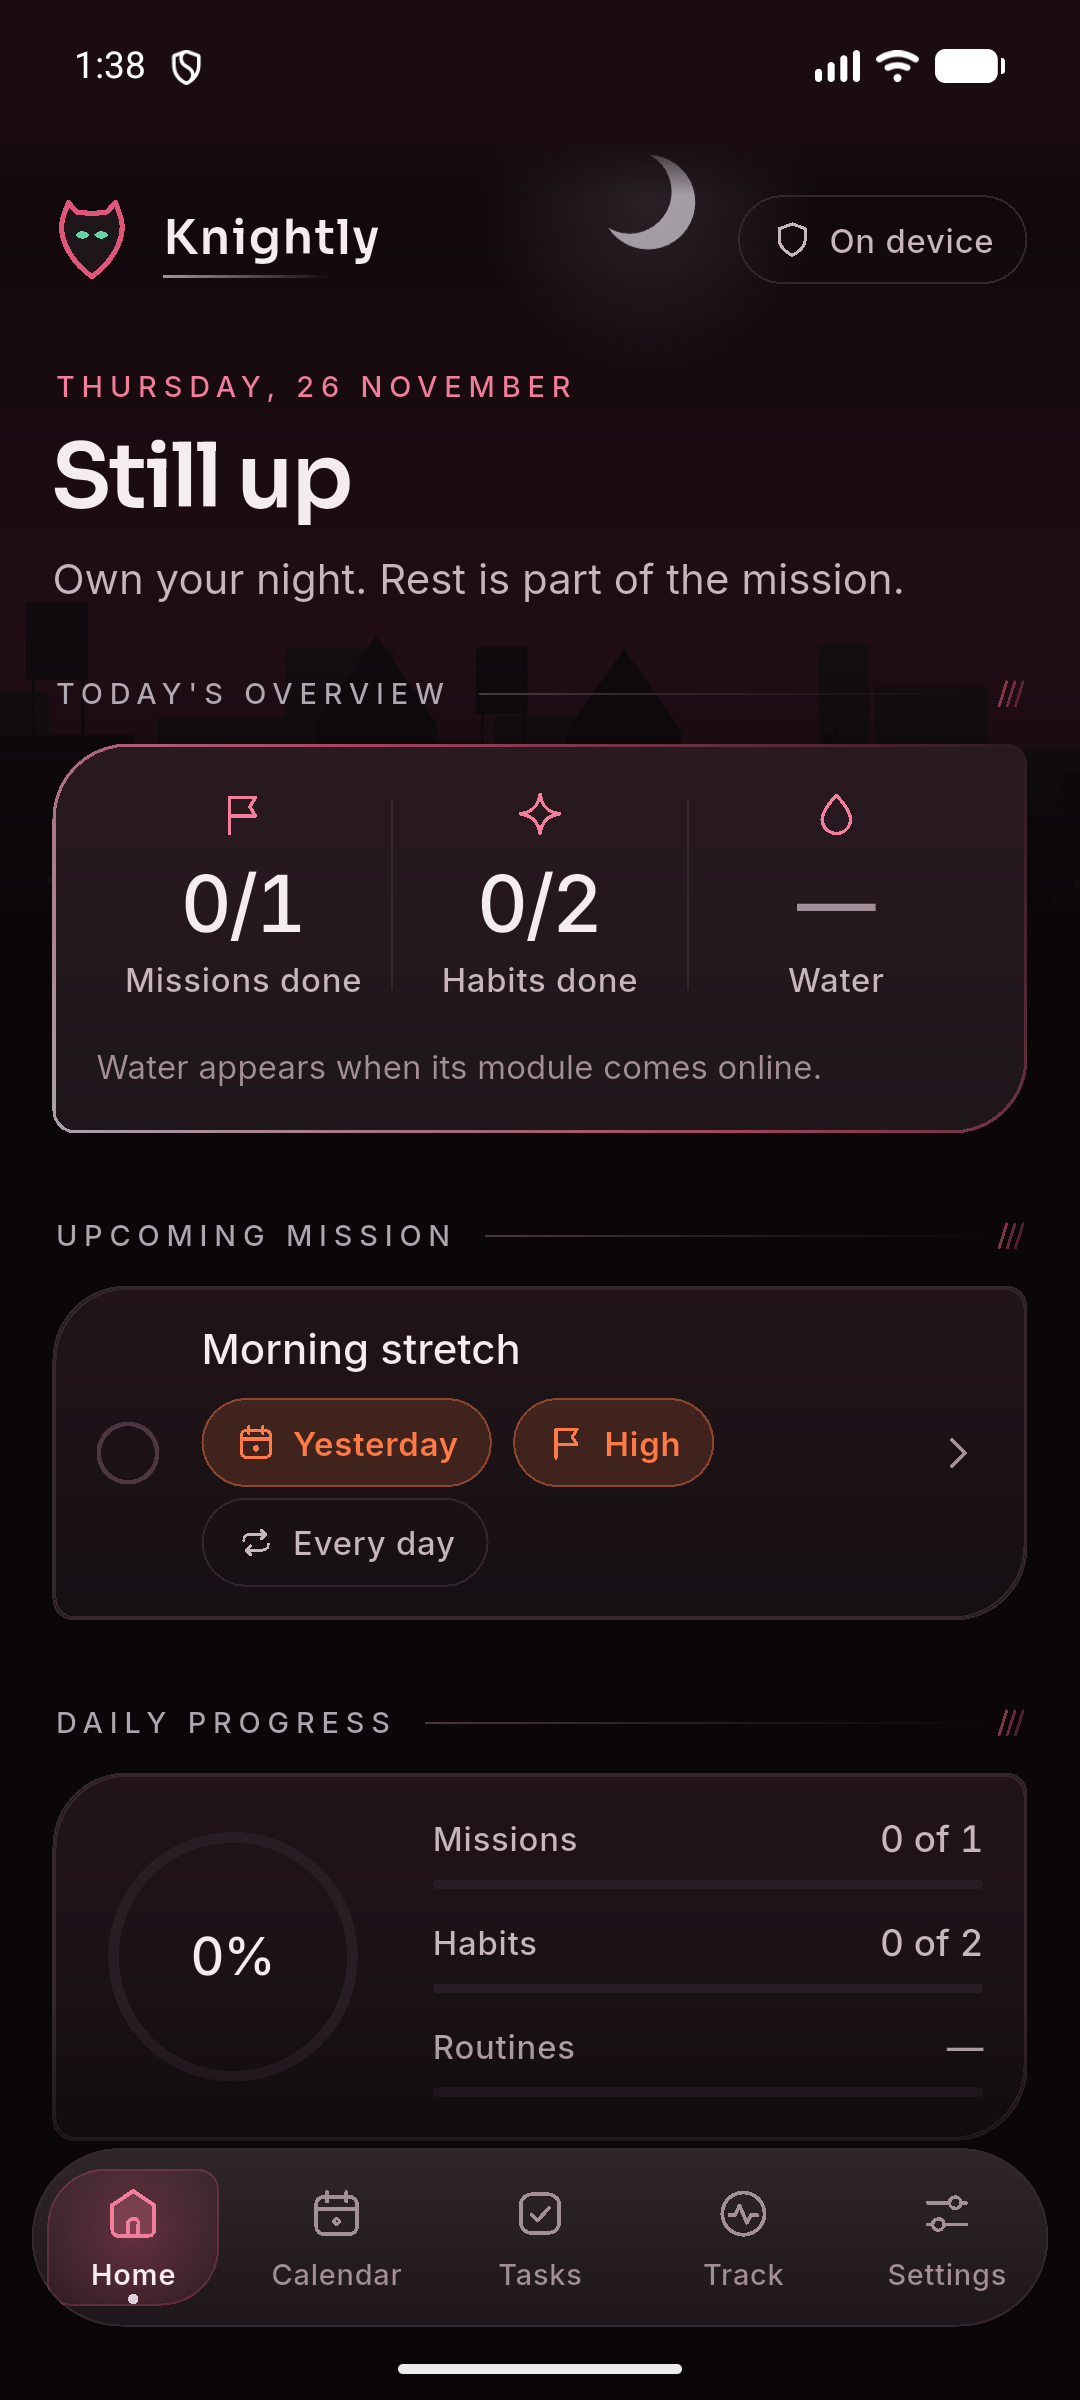 1:38
Knightly
On device
THURSDAY, 26 NOVEMBER
Still up
Own your night. Rest is part of the mission.
TODAY'S OVERVIEW
0/1
0/2
—
Missions done
Habits done
Water
Water appears when its module comes online.
UPCOMING MISSION
Morning stretch
Yesterday
High
Every day
DAILY PROGRESS
0%
Missions
0 of 1
Habits
0 of 2
Routines
—
Home
Calendar
Tasks
Track
Settings